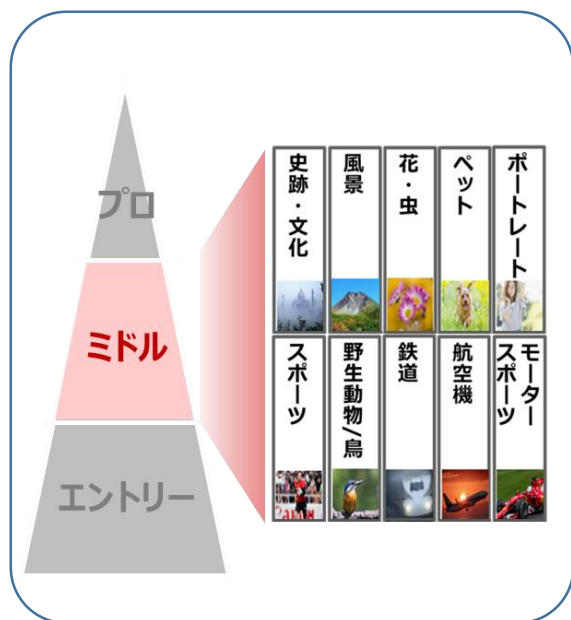 プロ
ミドル
エントリー
史跡・文化
風景
花・虫
ペット
ポートレート
スポーツ
野生動物/鳥
鉄道
航空機
モーター
スポーツ